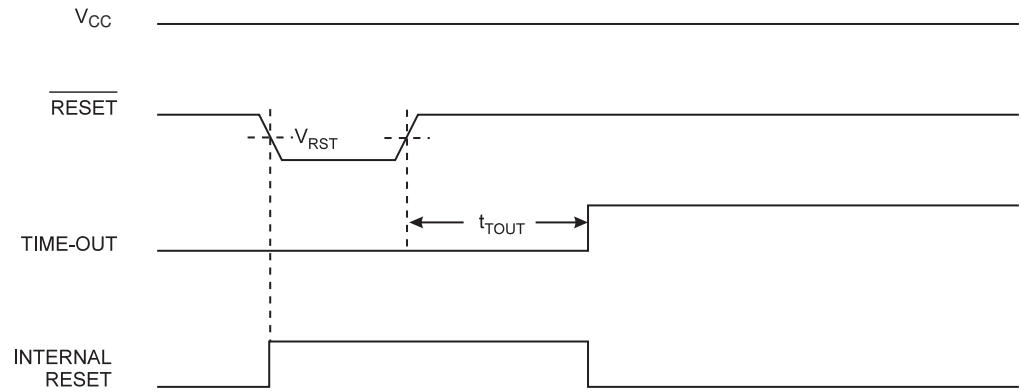 VCC
RESET
VRST
tTOUT
TIME-OUT
INTERNAL
RESET